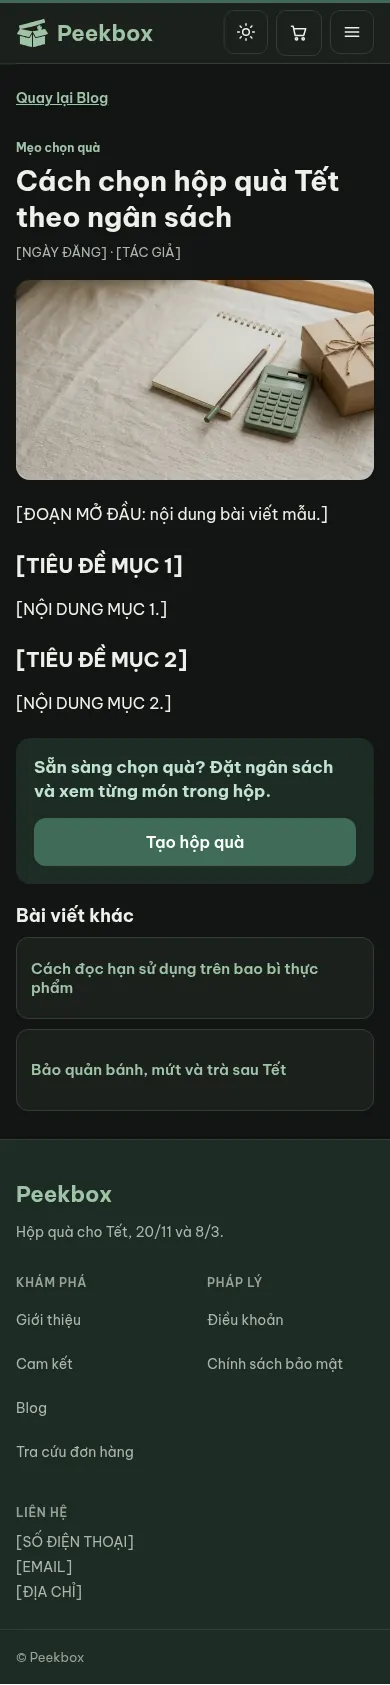 Peekbox
Quay lại Blog
Mẹo chọn quà
Cách chọn hộp quà Tết
theo ngân sách
[NGÀY ĐĂNG] · [TÁC GIẢ]
[ĐOẠN MỞ ĐẦU: nội dung bài viết mẫu.]
[TIÊU ĐỀ MỤC 1]
[NỘI DUNG MỤC 1.]
[TIÊU ĐỀ MỤC 2]
[NỘI DUNG MỤC 2.]
Sẵn sàng chọn quà? Đặt ngân sách
và xem từng món trong hộp.
Tạo hộp quà
Bài viết khác
Cách đọc hạn sử dụng trên bao bì thực
phẩm
Bảo quản bánh, mứt và trà sau Tết
Peekbox
Hộp quà cho Tết, 20/11 và 8/3.
KHÁM PHÁ
Giới thiệu
Cam kết
Blog
Tra cứu đơn hàng
PHÁP LÝ
Điều khoản
Chính sách bảo mật
LIÊN HỆ
[SỐ ĐIỆN THOẠI]
[EMAIL]
[ĐỊA CHỈ]
© Peekbox